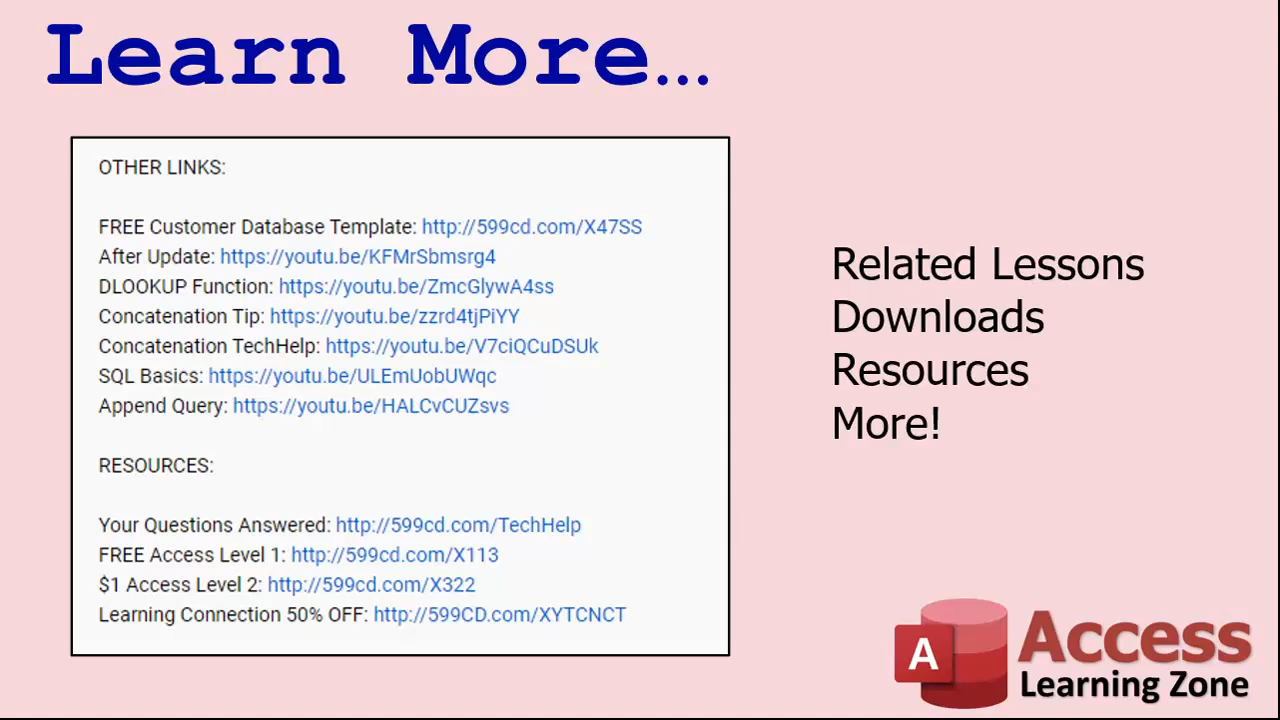 Learn More...
OTHER LINKS:
FREE Customer Database Template: http://599cd.com/X47SS
After Update: https://youtu.be/KFMrSbmsrg4
DLOOKUP Function: https://youtu.be/ZmcGlywA4ss
Concatenation Tip: https://youtu.be/zzrd4tjPiYY
Concatenation TechHelp: https://youtu.be/V7ciQCuDSUk
SQL Basics: https://youtu.be/ULEmUobUWqc
Append Query: https://youtu.be/HALCvCUZsvs
RESOURCES:
Your Questions Answered: http://599cd.com/TechHelp
FREE Access Level 1: http://599cd.com/X113
$1 Access Level 2: http://599cd.com/X322
Learning Connection 50% OFF: http://599CD.com/XYTCNCT
Related Lessons
Downloads
Resources
More!
A
Access
Learning Zone